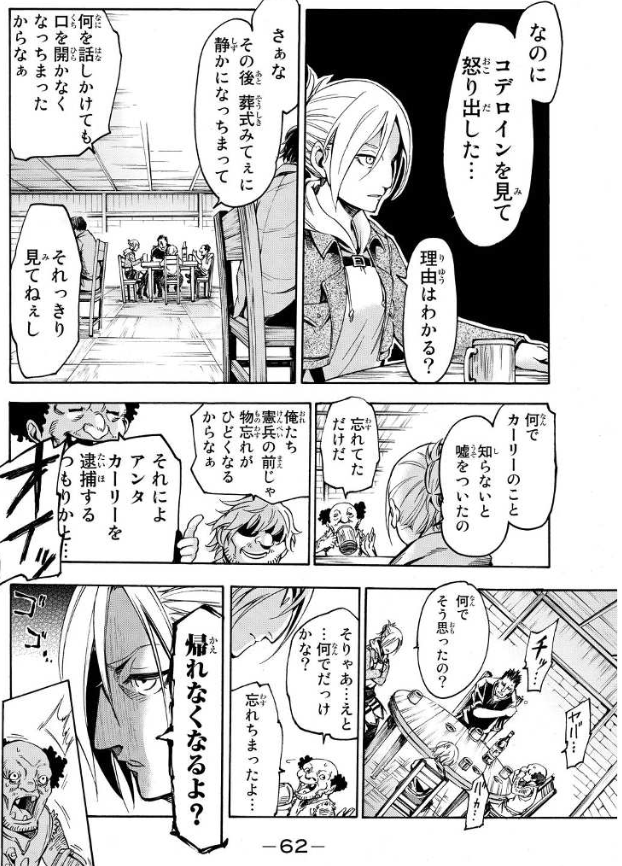 なのに
コデロインを見て
怒り出した…
理由はわかる?
さぁな
その後 葬式みてぇに
静かになっちまって
何を話しかけても
口を開かなく
なっちまった
からなぁ
それっきり
見てねぇし
何で
カーリーのこと
知らないと
嘘をついたの
忘れてた
だけだ
俺たち
憲兵の前じゃ
物忘れが
ひどくなる
からなぁ
それによ
アンタ
カーリーを
逮捕する
つもりかと…
オイッ
チッ…
ヤバ…
バカ…
何で
そう思ったの?
そりゃあ…えと
…何でだっけ
かな?
忘れちまったよ…
帰れなくなるよ?
ゴゴ
-62-